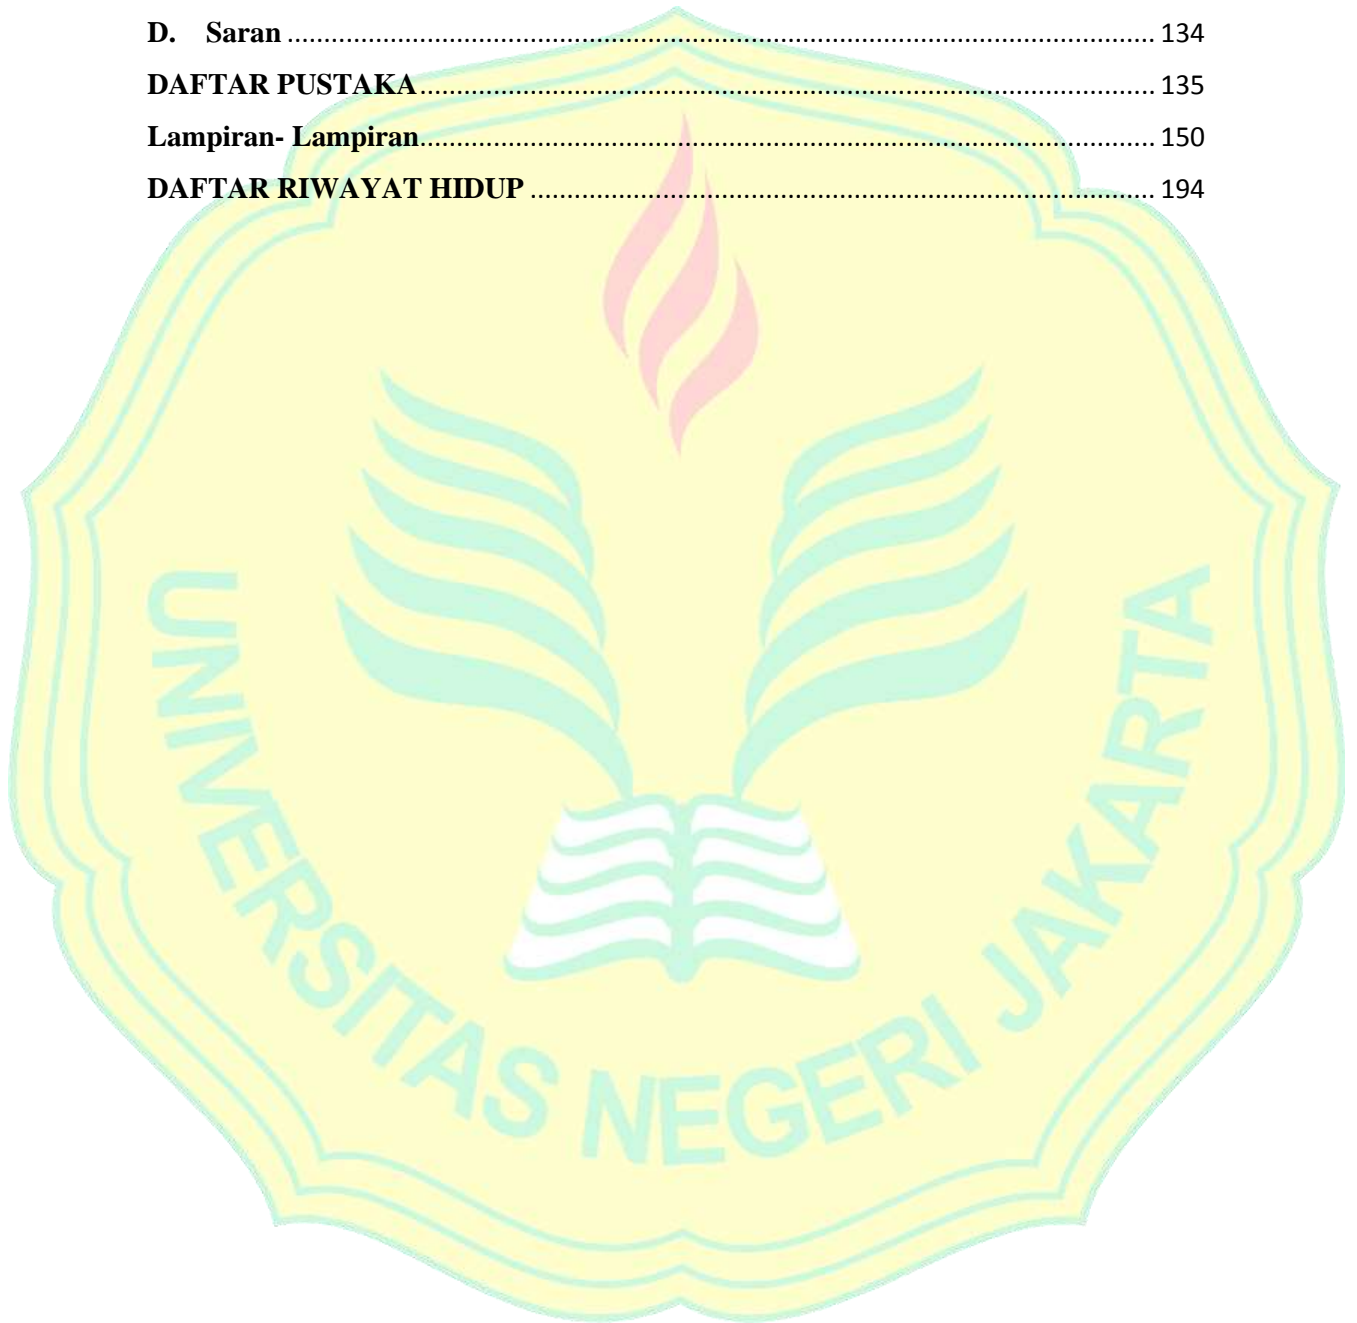 D. Saran ........................................................................................................................ 134
DAFTAR PUSTAKA ...................................................................................................... 135
Lampiran- Lampiran ...................................................................................................... 150
DAFTAR RIWAYAT HIDUP ....................................................................................... 194
UNIVERSITAS NEGERI JAKARTA